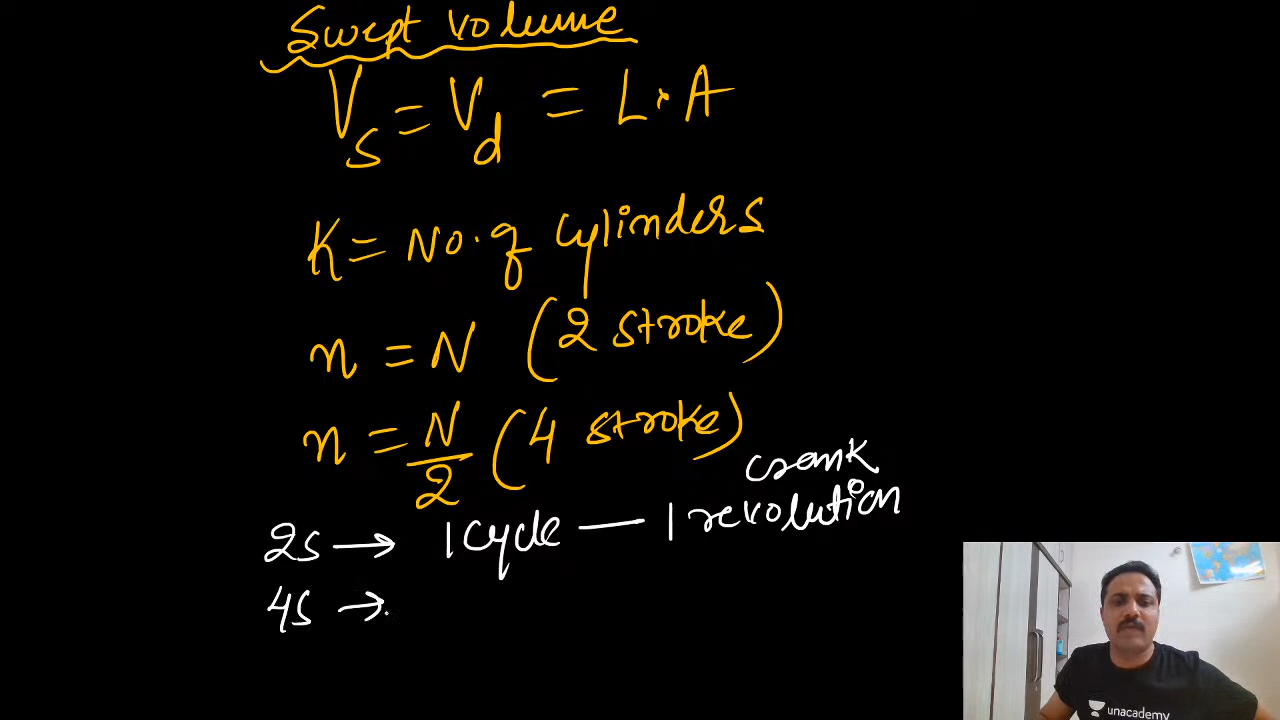 Swept volume
Vs = Vd = L·A
K = No. of cylinders
n = N (2 stroke)
n = N/2 (4 stroke)
crank
2s → 1 cycle — 1 revolution
4s →
unacademy